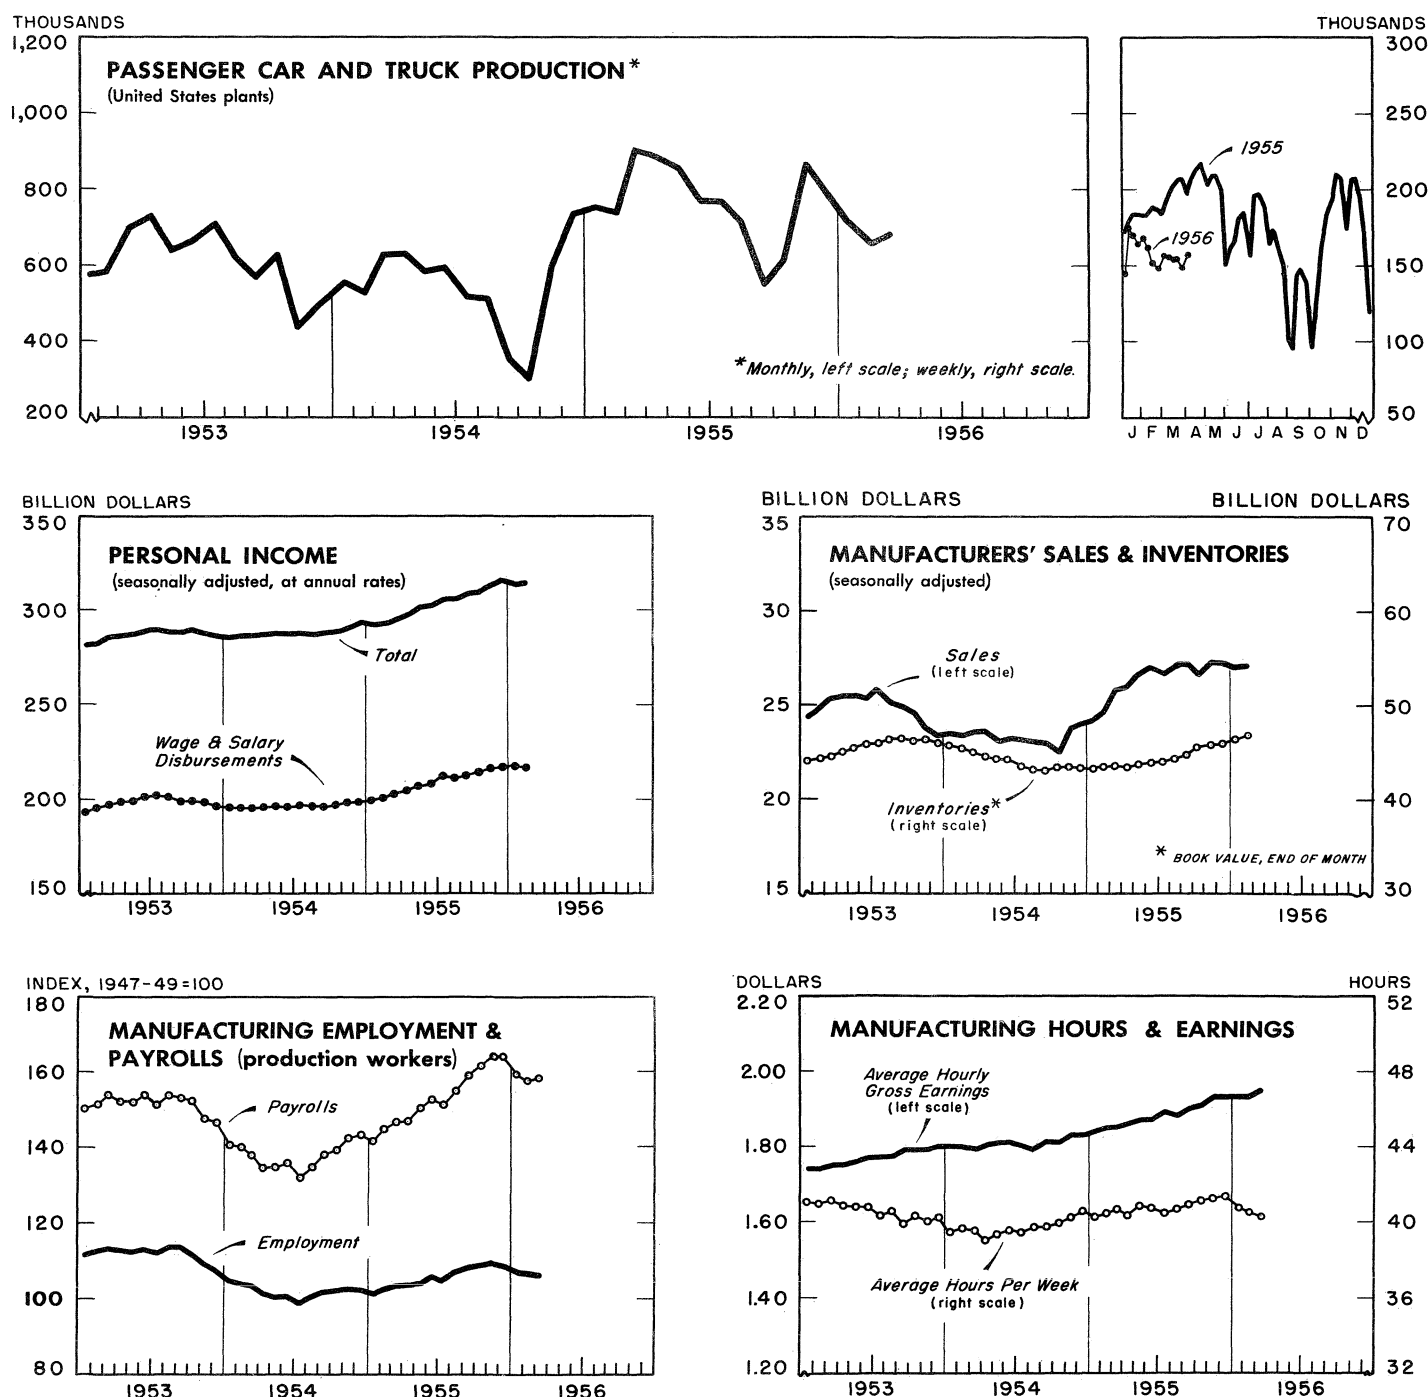 THOUSANDS
THOUSANDS
1,200
1,000
800
600
400
200
PASSENGER CAR AND TRUCK PRODUCTION*
(United States plants)
*Monthly, left scale; weekly, right scale.
1953
1954
1955
1956
300
250
200
150
100
50
1955
1956
J F M A M J J A S O N D
BILLION DOLLARS
350
300
250
200
150
PERSONAL INCOME
(seasonally adjusted, at annual rates)
Total
Wage & Salary
Disbursements
1953
1954
1955
1956
BILLION DOLLARS
BILLION DOLLARS
35
30
25
20
15
70
60
50
40
30
MANUFACTURERS' SALES & INVENTORIES
(seasonally adjusted)
Sales
(left scale)
Inventories*
(right scale)
* BOOK VALUE, END OF MONTH
1953
1954
1955
1956
INDEX, 1947-49=100
180
160
140
120
100
80
MANUFACTURING EMPLOYMENT &
PAYROLLS (production workers)
Payrolls
Employment
1953
1954
1955
1956
DOLLARS
HOURS
2.20
2.00
1.80
1.60
1.40
1.20
52
48
44
40
36
32
MANUFACTURING HOURS & EARNINGS
Average Hourly
Gross Earnings
(left scale)
Average Hours Per Week
(right scale)
1953
1954
1955
1956